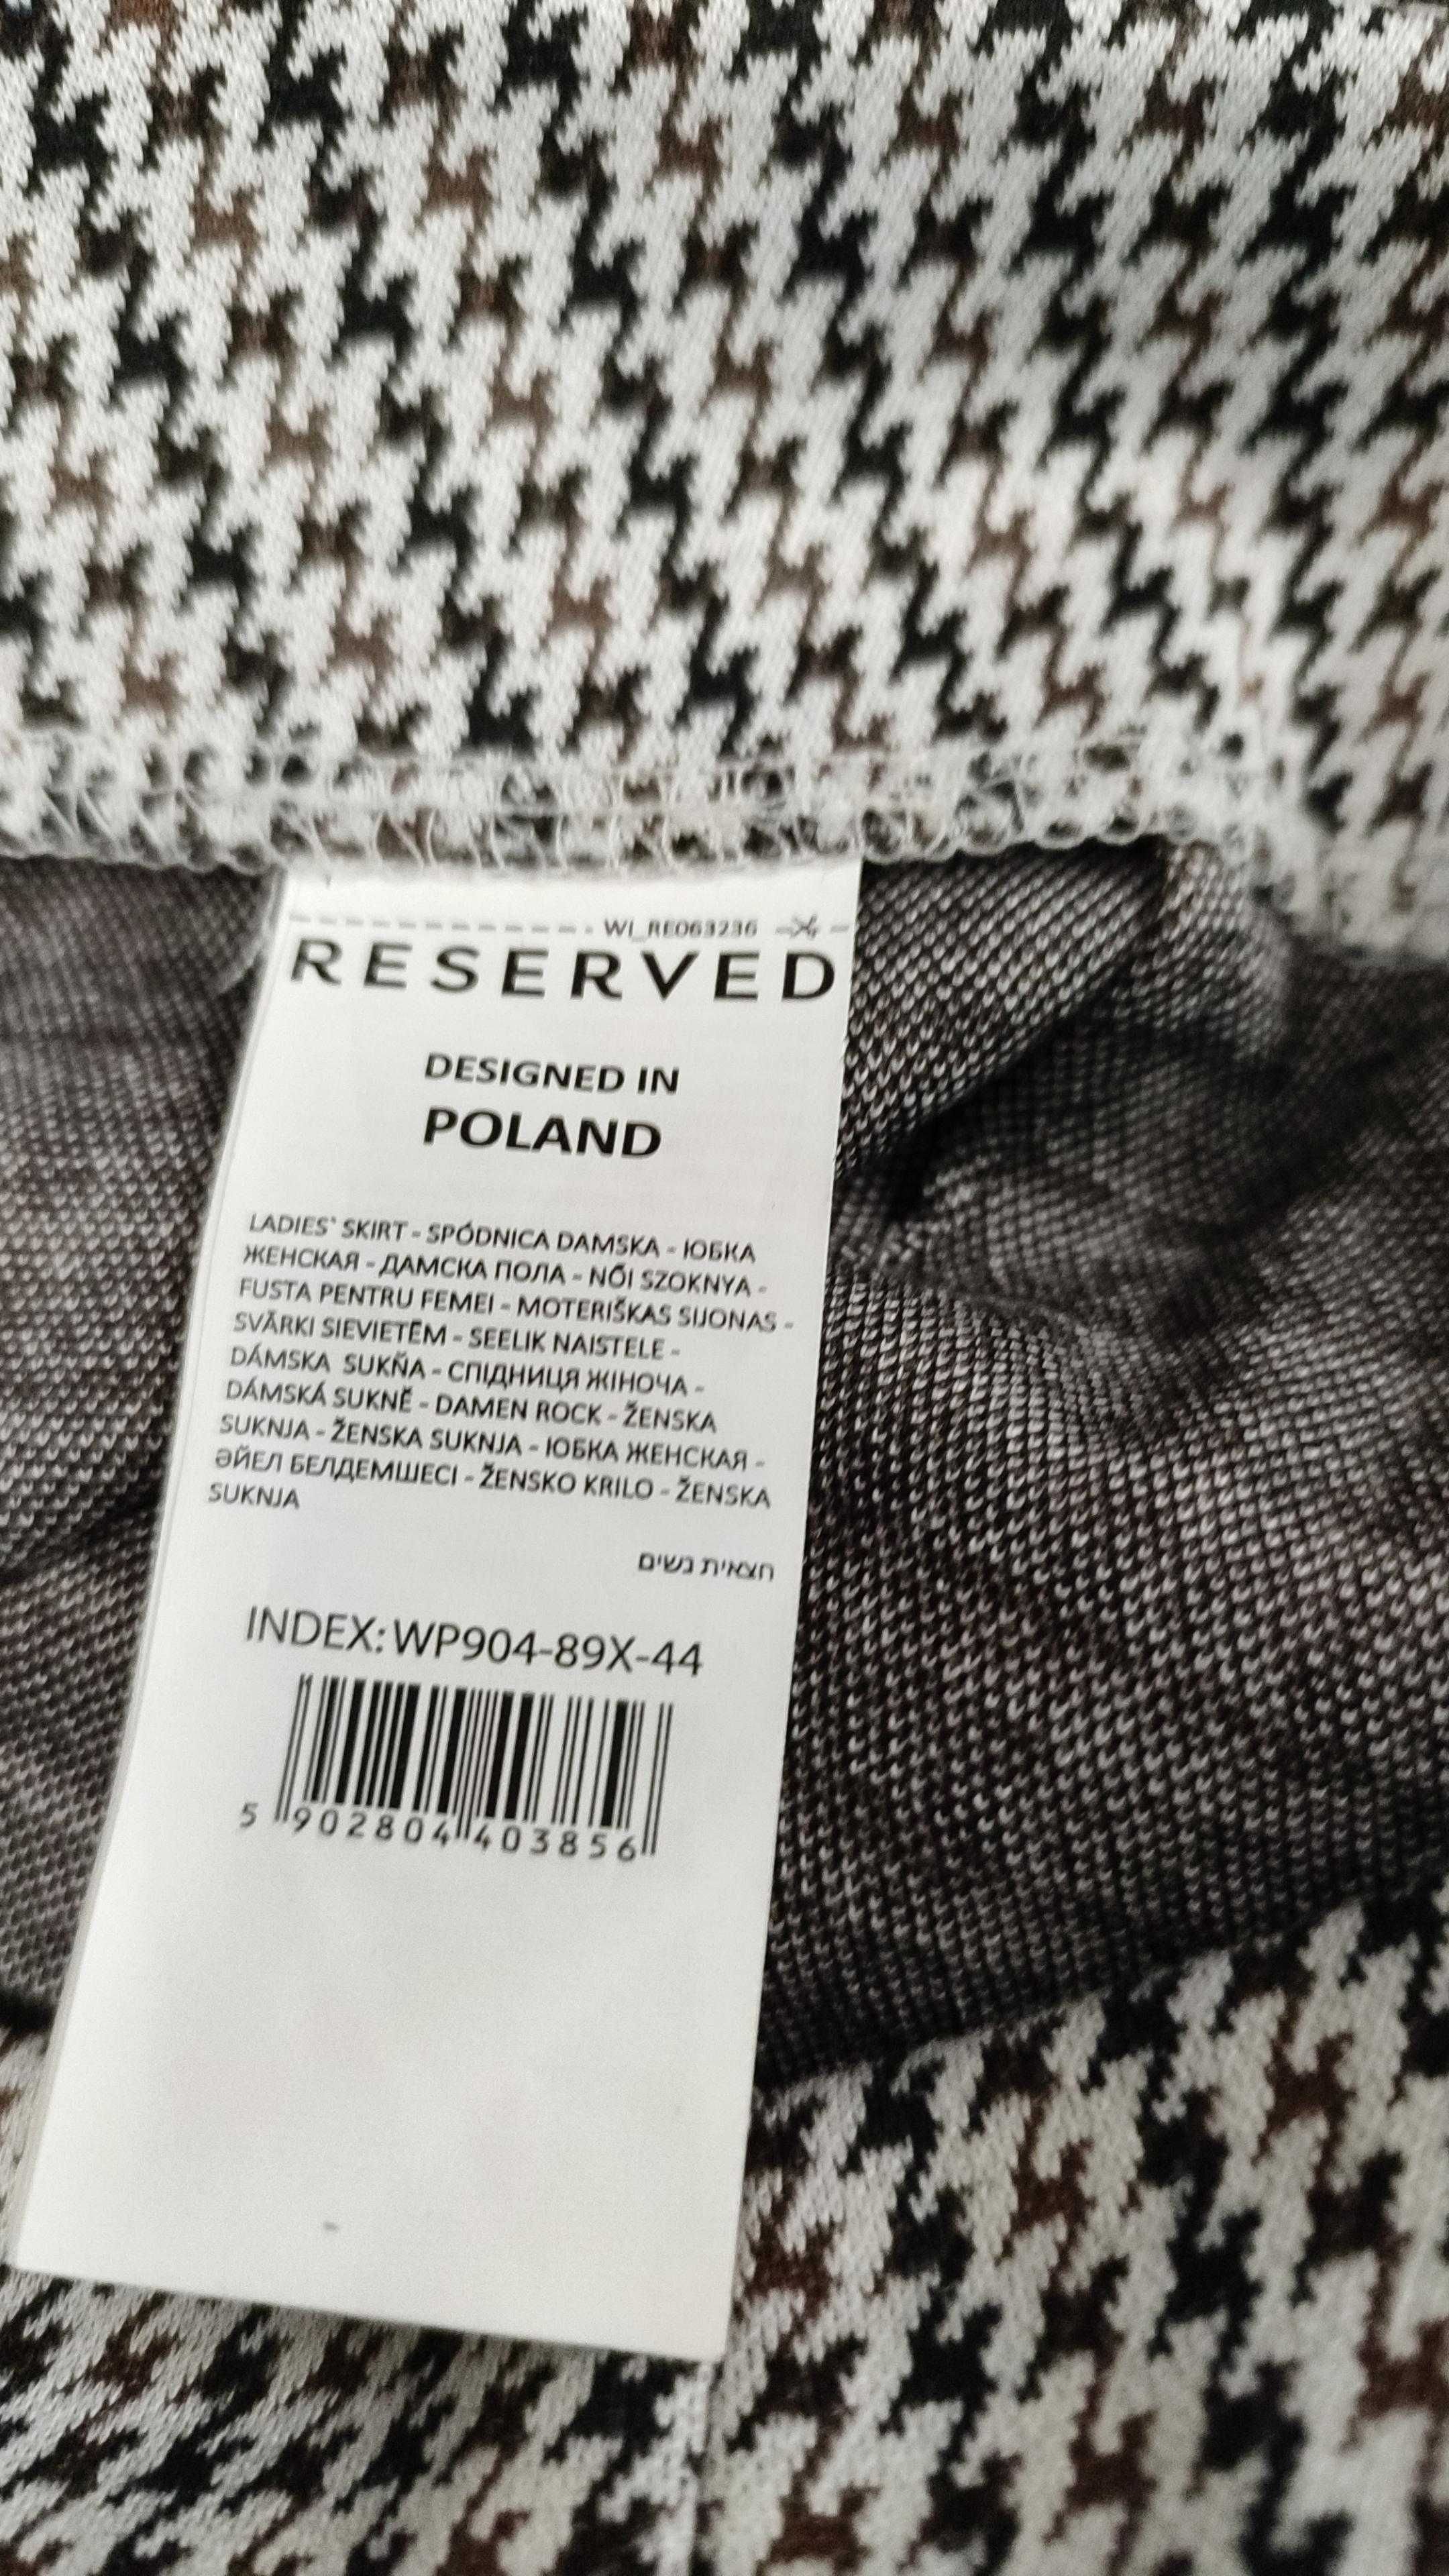 WI_RE063236
RESERVED
DESIGNED IN
POLAND
LADIES` SKIRT - SPÓDNICA DAMSKA - ЮБКА
ЖЕНСКАЯ - ДАМСКА ПОЛА - NŐI SZOKNYA -
FUSTA PENTRU FEMEI - MOTERIŠKAS SIJONAS -
SVĀRKI SIEVIETĒM - SEELIK NAISTELE -
DÁMSKA SUKŇA - СПІДНИЦЯ ЖІНОЧА -
DÁMSKÁ SUKNĚ - DAMEN ROCK - ŽENSKA
SUKNJA - ŽENSKA SUKNJA - ЮБКА ЖЕНСКАЯ -
ӘЙЕЛ БЕЛДЕМШЕСІ - ŽENSKO KRILO - ŽENSKA
SUKNJA
חצאית נשים
INDEX: WP904-89X-44
5 902804 403856